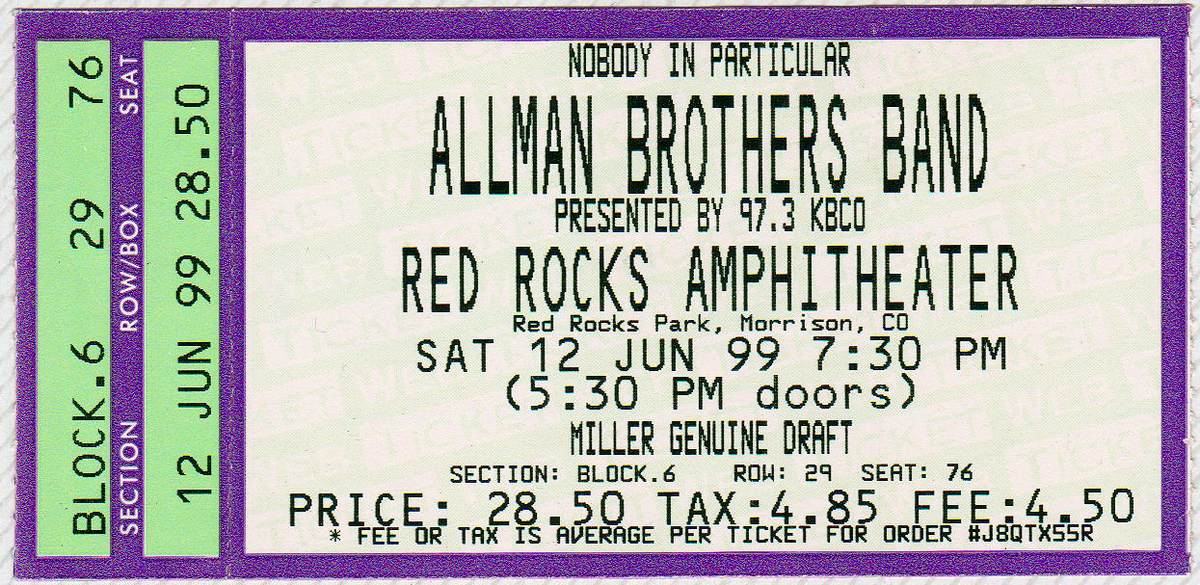 BLOCK.6 29 76
SECTION ROW/BOX SEAT
12 JUN 99 28.50
NOBODY IN PARTICULAR
ALLMAN BROTHERS BAND
PRESENTED BY 97.3 KBCO
RED ROCKS AMPHITHEATER
Red Rocks Park, Morrison, CO
SAT 12 JUN 99 7:30 PM
(5:30 PM doors)
MILLER GENUINE DRAFT
SECTION: BLOCK.6 ROW: 29 SEAT: 76
PRICE: 28.50 TAX:4.85 FEE:4.50
* FEE OR TAX IS AVERAGE PER TICKET FOR ORDER #J8QTX55R